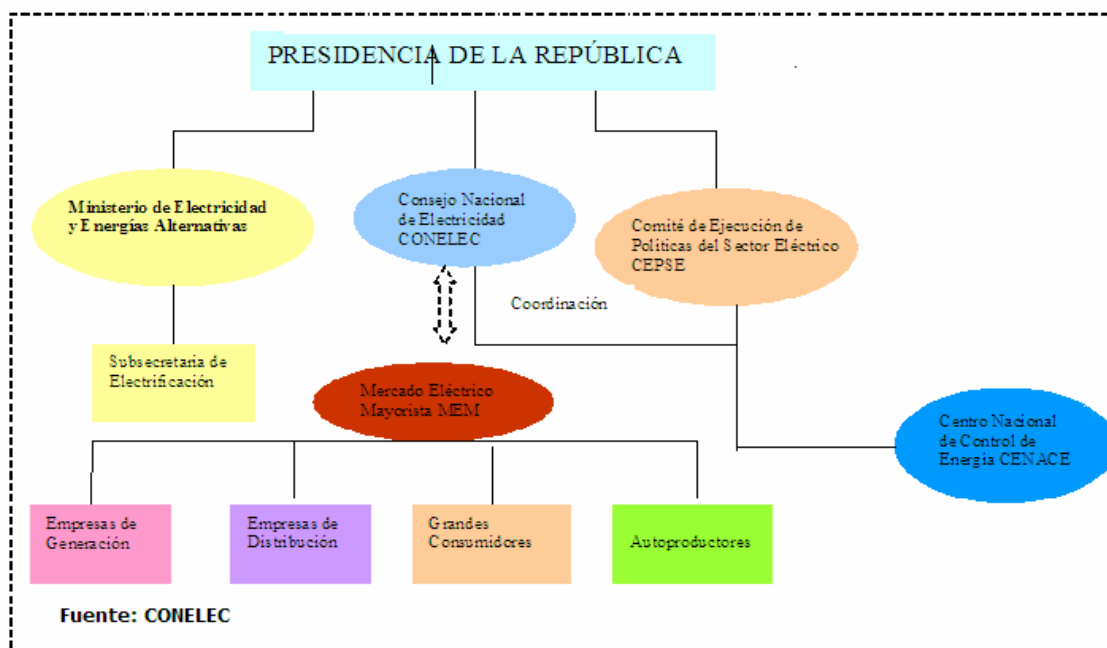 PRESIDENCIA DE LA REPÚBLICA
Ministerio de Electricidad
y Energías Alternativas
Consejo Nacional
de Electricidad
CONELEC
Comité de Ejecución de
Politicas del Sector Eléctrico
CEPSE
Coordinación
Subsecretaria de
Electrificación
Mercado Eléctrico
Mayorista MEM
Centro Nacional
de Control de
Energía CENACE
Empresas de
Generación
Empresas de
Distribución
Grandes
Consumidores
Autoproductores
Fuente: CONELEC